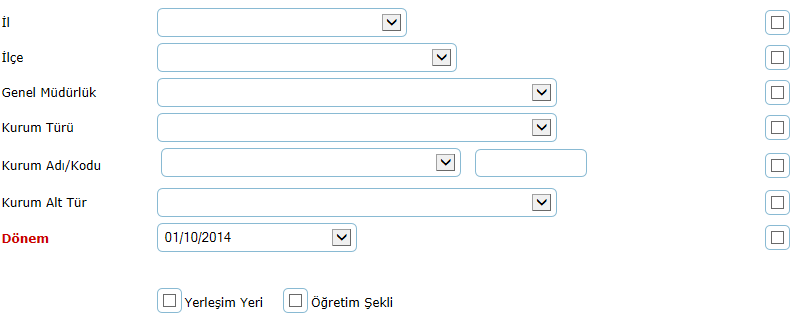 İl
İlçe
Genel Müdürlük
Kurum Türü
Kurum Adı/Kodu
Kurum Alt Tür
Dönem 01/10/2014
Yerleşim Yeri Öğretim Şekli